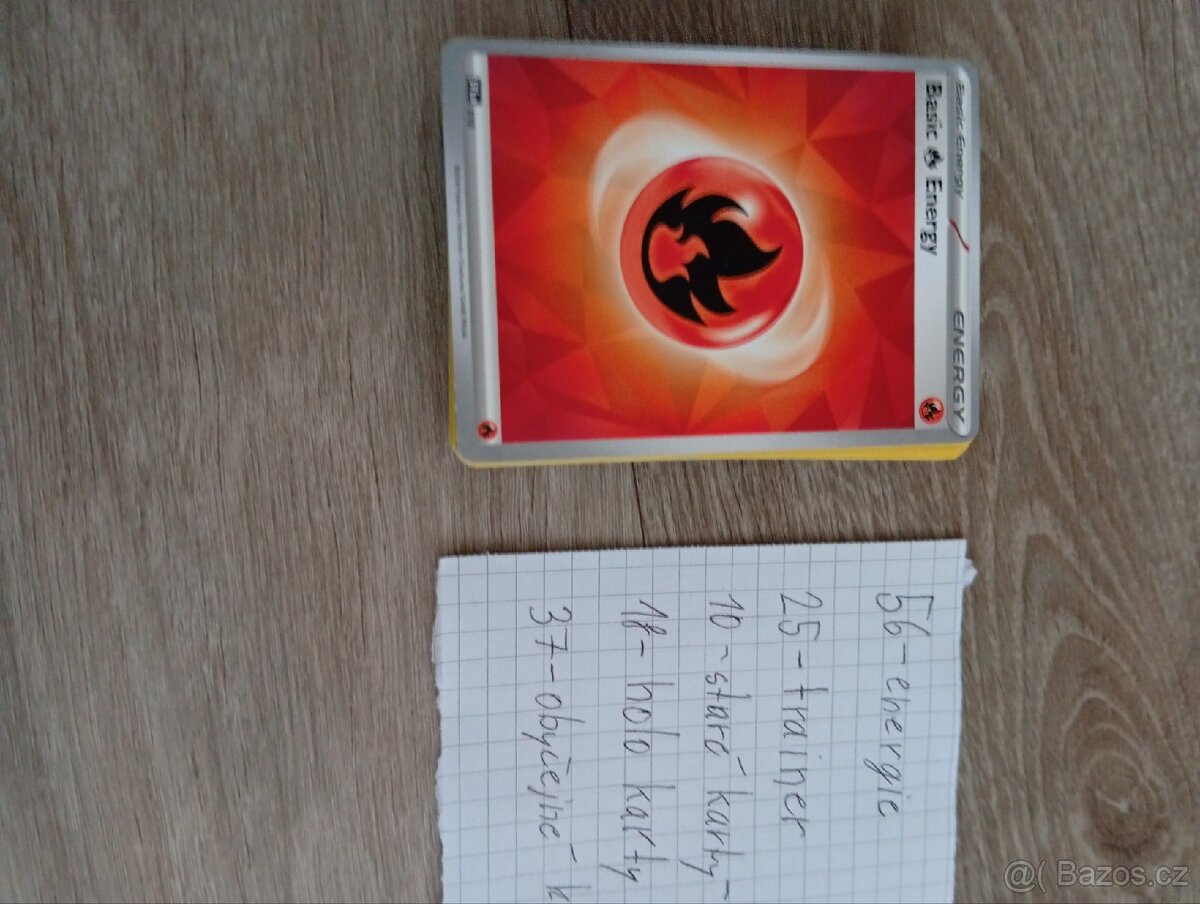 Basic Energy
ENERGY
Basic Energy
56-energie
25-trainer
10-staré karty-
18-holo karty
37-obyčejné k
@( Bazos.cz